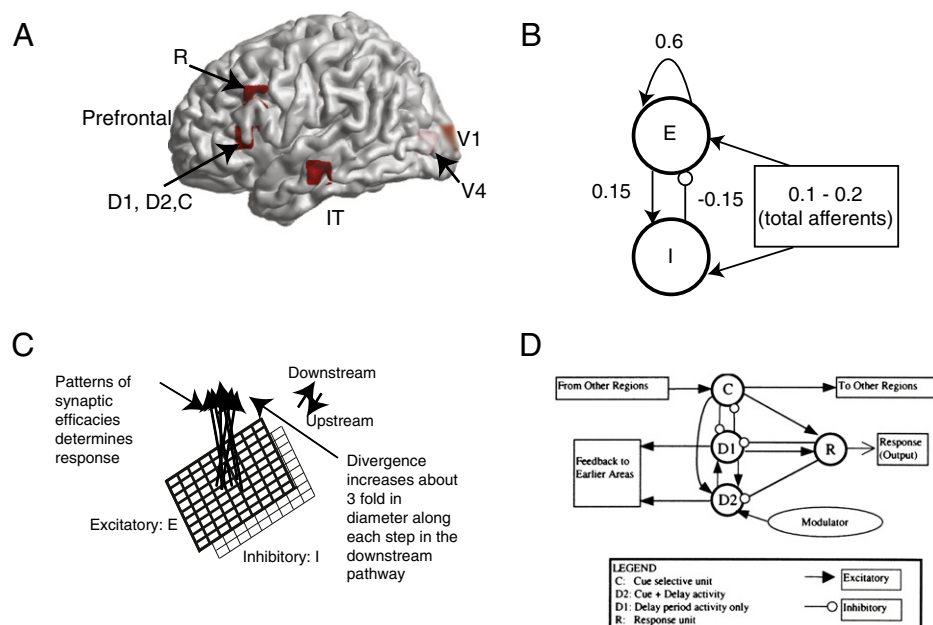 A
R
Prefrontal
D1, D2,C
IT
V1
V4
B
0.6
E
0.15
-0.15
0.1 - 0.2
(total afferents)
I
C
Patterns of
synaptic
efficacies
determines
response
Downstream
Upstream
Divergence
increases about
3 fold in
diameter along
each step in the
downstream
pathway
Excitatory: E
Inhibitory: I
D
From Other Regions
C
To Other Regions
Feedback to
Earlier Areas
D1
R
Response
(Output)
D2
Modulator
LEGEND
C: Cue selective unit
D2: Cue + Delay activity
D1: Delay period activity only
R: Response unit
Excitatory
Inhibitory